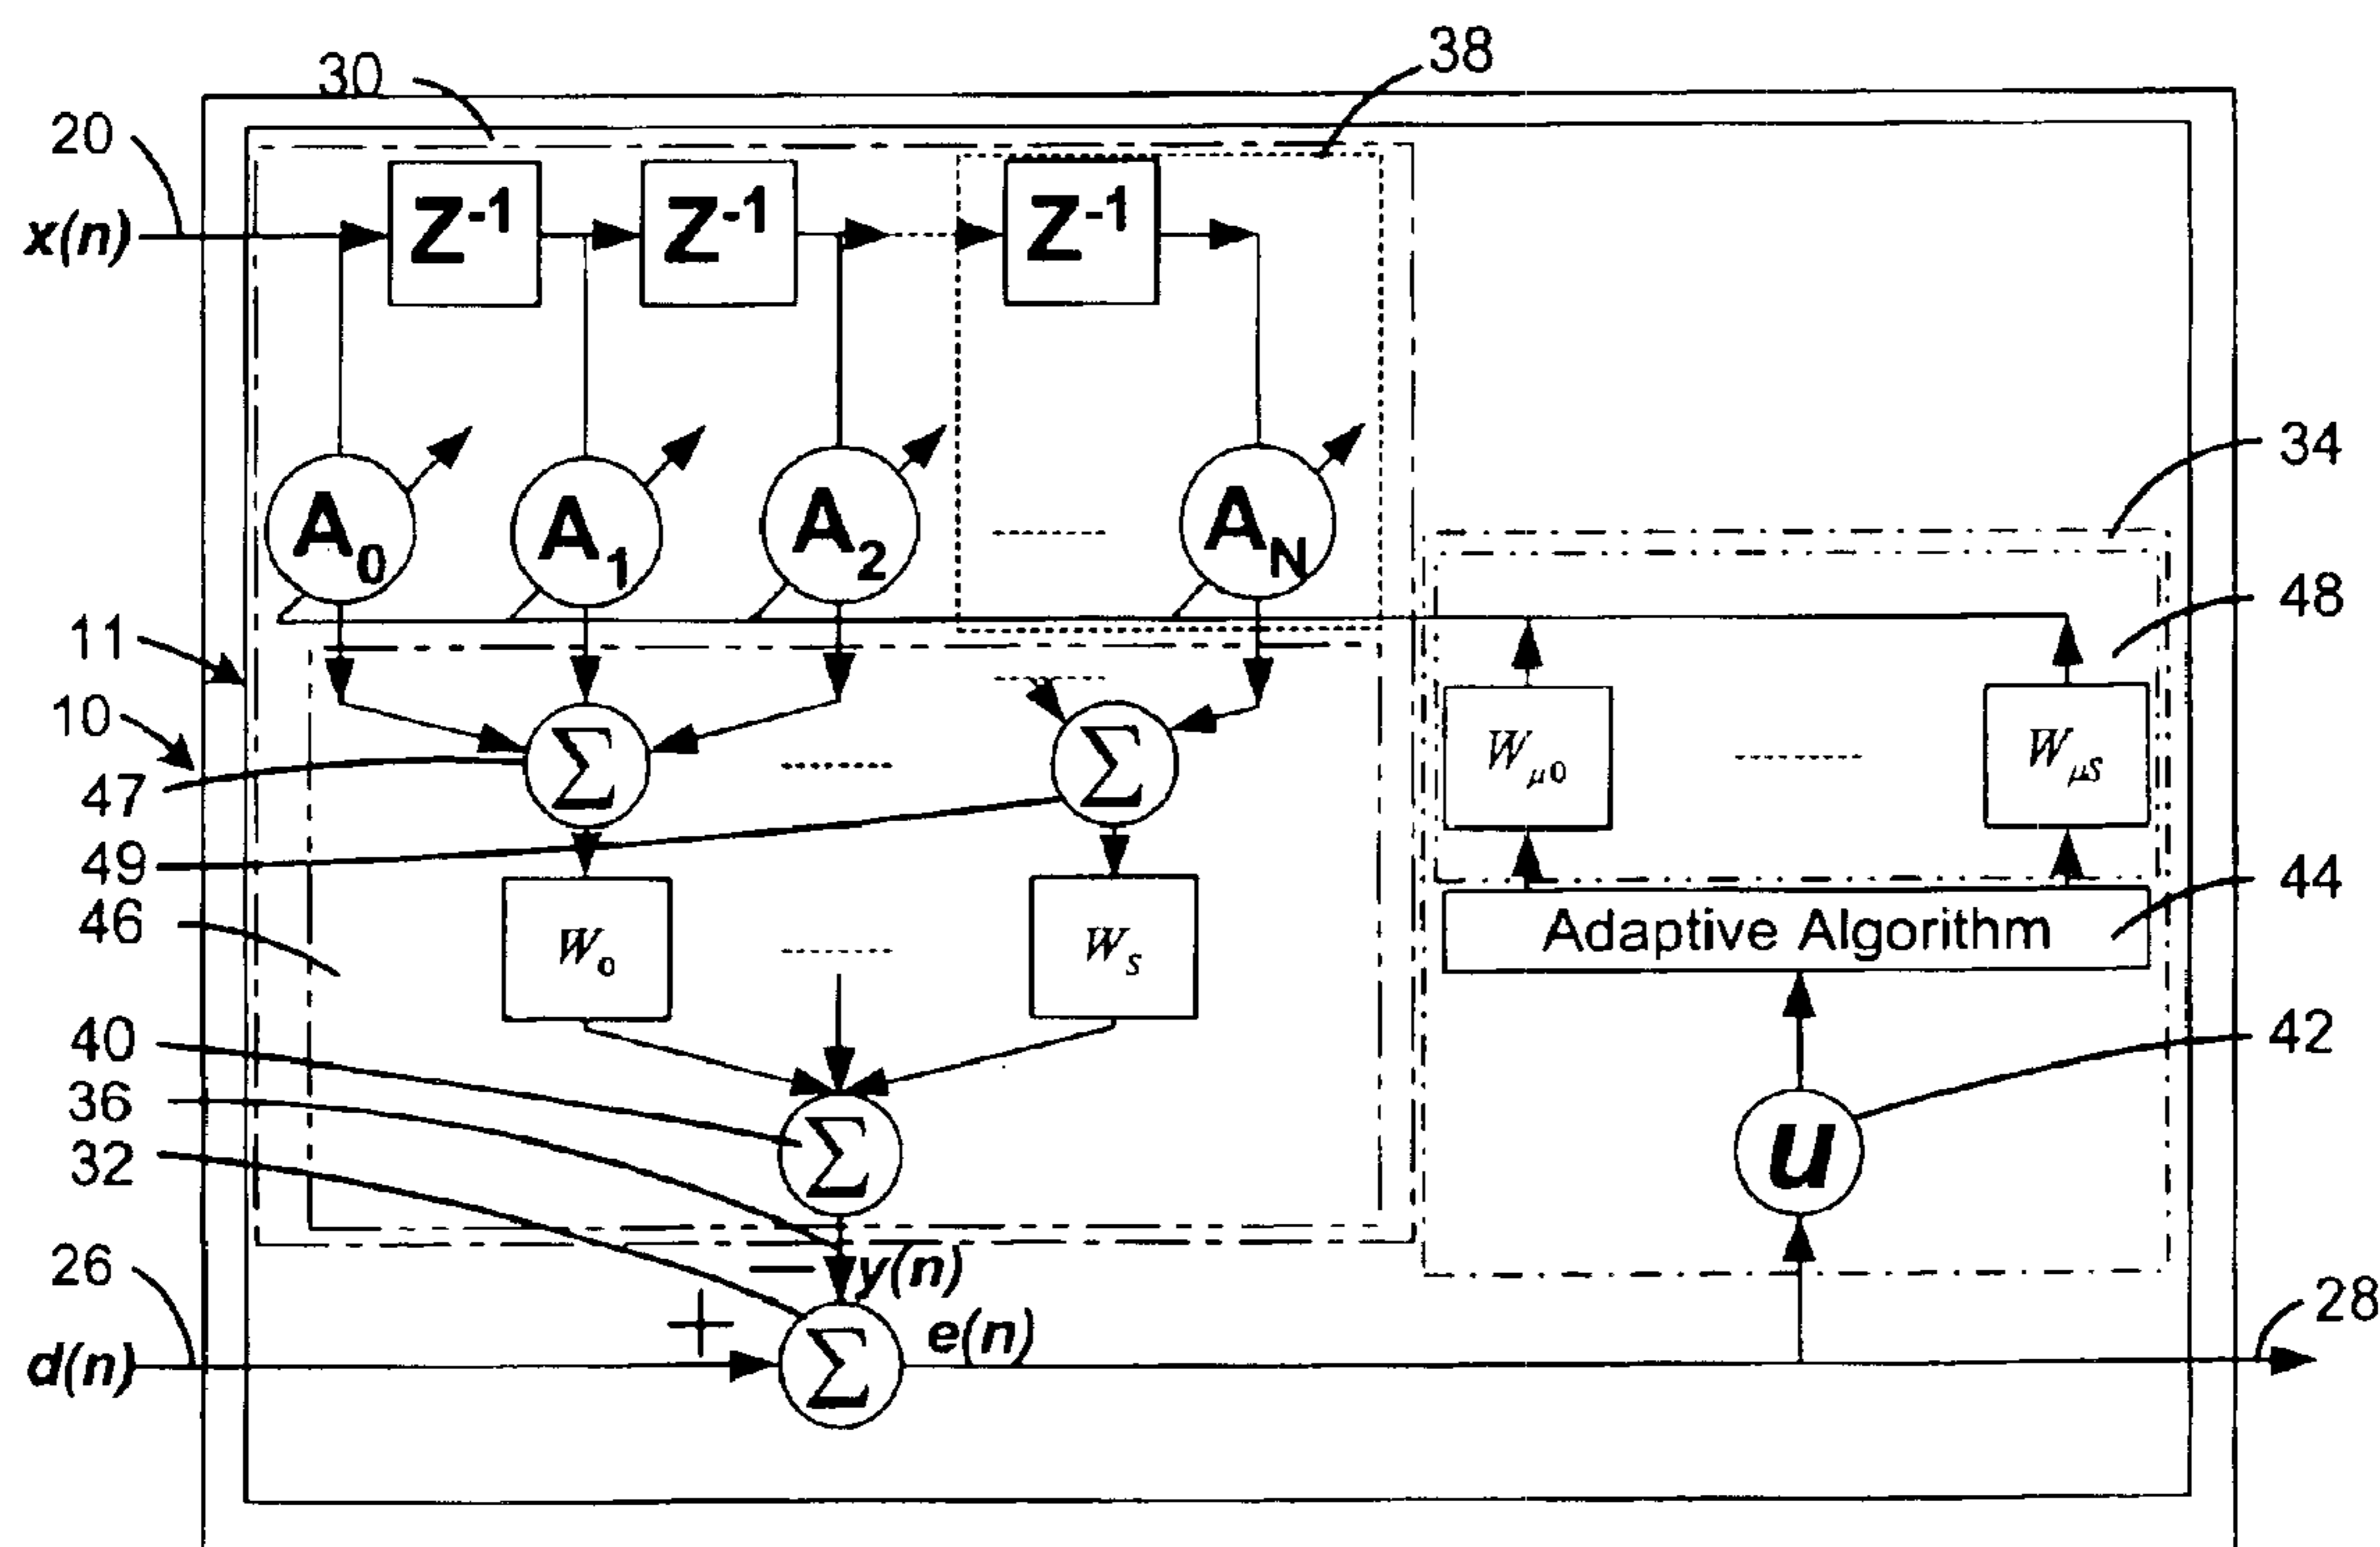 30
38
20
x(n)
Z-1
Z-1
Z-1
34
A0
A1
A2
AN
48
11
10
Σ
Σ
Wμ0
WμS
47
49
44
46
W0
WS
Adaptive Algorithm
40
42
36
Σ
u
32
26
— y(n)
28
+
e(n)
d(n)
Σ